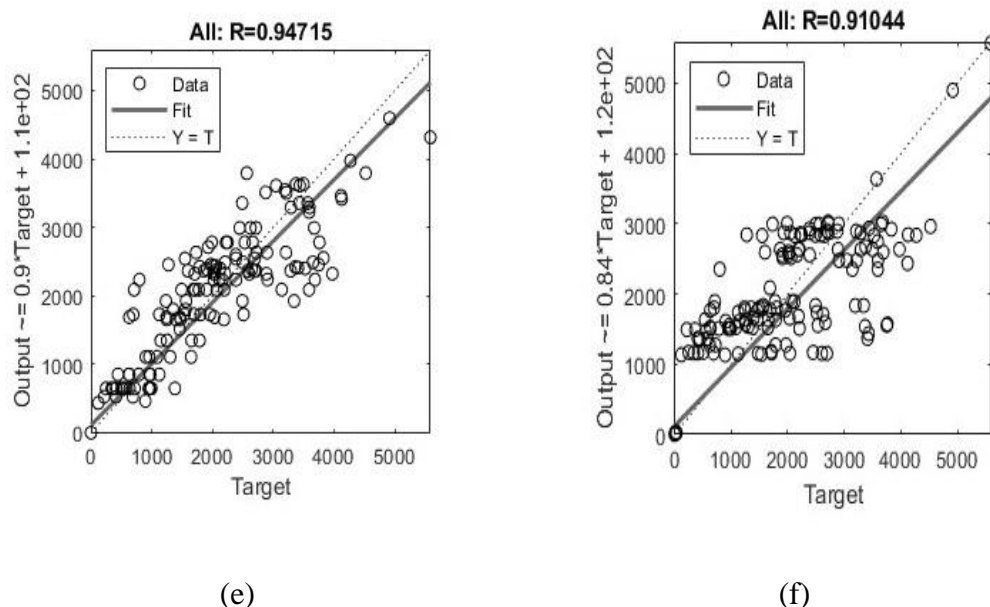 All: R=0.94715
Output ~= 0.9*Target + 1.1e+02
Data
Fit
Y = T
5000
4000
3000
2000
1000
0
0 1000 2000 3000 4000 5000
Target
(e)
All: R=0.91044
Output ~= 0.84*Target + 1.2e+02
Data
Fit
Y = T
5000
4000
3000
2000
1000
0
0 1000 2000 3000 4000 5000
Target
(f)